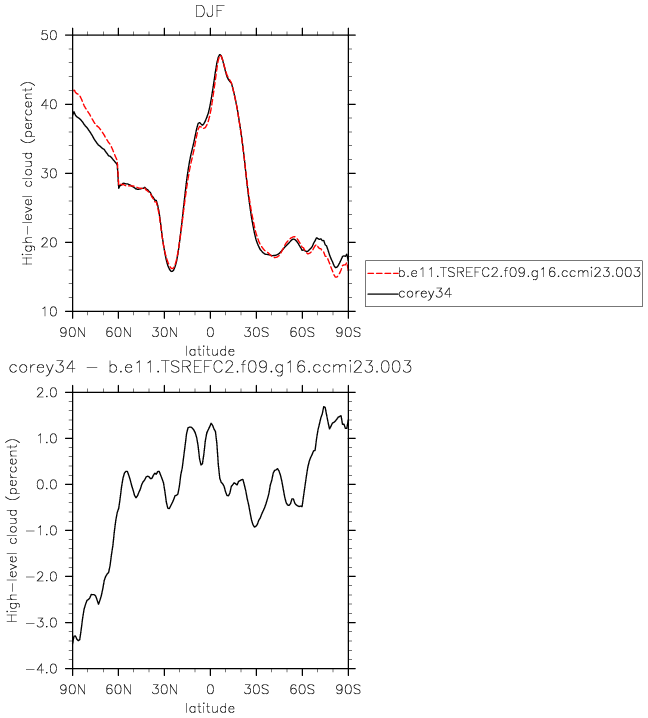 DJF
50
40
30
20
10
High-level cloud (percent)
90N 60N 30N 0 30S 60S 90S
latitude
b.e11.TSREFC2.f09.g16.ccmi23.003
corey34
corey34 - b.e11.TSREFC2.f09.g16.ccmi23.003
2.0
1.0
0.0
-1.0
-2.0
-3.0
-4.0
High-level cloud (percent)
90N 60N 30N 0 30S 60S 90S
latitude